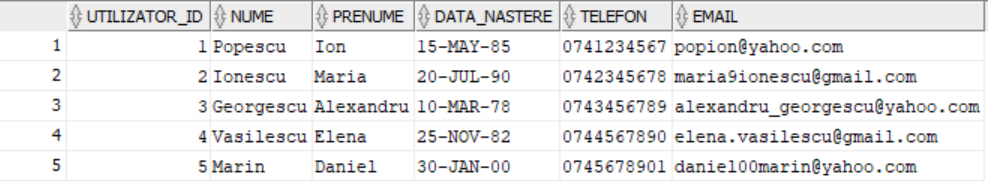 UTILIZATOR_ID NUME PRENUME DATA_NASTERE TELEFON EMAIL
1 1 Popescu Ion 15-MAY-85 0741234567 popion@yahoo.com
2 2 Ionescu Maria 20-JUL-90 0742345678 maria9ionescu@gmail.com
3 3 Georgescu Alexandru 10-MAR-78 0743456789 alexandru_georgescu@yahoo.com
4 4 Vasilescu Elena 25-NOV-82 0744567890 elena.vasilescu@gmail.com
5 5 Marin Daniel 30-JAN-00 0745678901 daniel00marin@yahoo.com